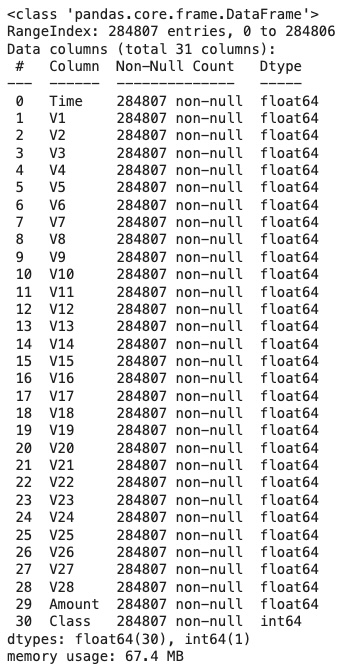 <class 'pandas.core.frame.DataFrame'>
RangeIndex: 284807 entries, 0 to 284806
Data columns (total 31 columns):
 #   Column  Non-Null Count   Dtype
---  ------  --------------   -----
 0   Time    284807 non-null  float64
 1   V1      284807 non-null  float64
 2   V2      284807 non-null  float64
 3   V3      284807 non-null  float64
 4   V4      284807 non-null  float64
 5   V5      284807 non-null  float64
 6   V6      284807 non-null  float64
 7   V7      284807 non-null  float64
 8   V8      284807 non-null  float64
 9   V9      284807 non-null  float64
 10  V10     284807 non-null  float64
 11  V11     284807 non-null  float64
 12  V12     284807 non-null  float64
 13  V13     284807 non-null  float64
 14  V14     284807 non-null  float64
 15  V15     284807 non-null  float64
 16  V16     284807 non-null  float64
 17  V17     284807 non-null  float64
 18  V18     284807 non-null  float64
 19  V19     284807 non-null  float64
 20  V20     284807 non-null  float64
 21  V21     284807 non-null  float64
 22  V22     284807 non-null  float64
 23  V23     284807 non-null  float64
 24  V24     284807 non-null  float64
 25  V25     284807 non-null  float64
 26  V26     284807 non-null  float64
 27  V27     284807 non-null  float64
 28  V28     284807 non-null  float64
 29  Amount  284807 non-null  float64
 30  Class   284807 non-null  int64
dtypes: float64(30), int64(1)
memory usage: 67.4 MB